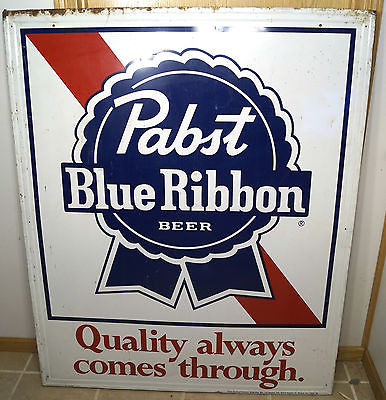 Pabst
Blue Ribbon
BEER
®
Quality always
comes through.